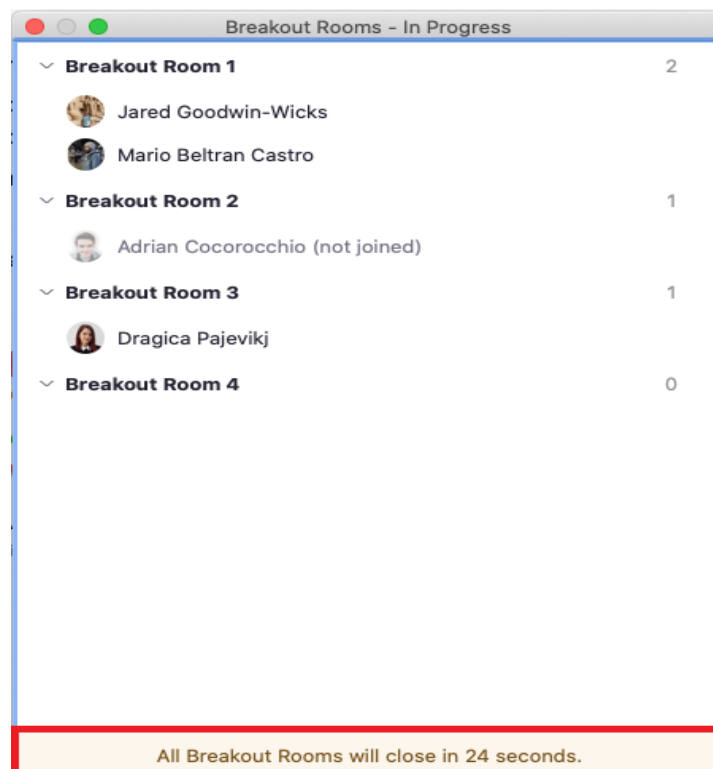 Breakout Rooms - In Progress
Breakout Room 1 2
Jared Goodwin-Wicks
Mario Beltran Castro
Breakout Room 2 1
Adrian Cocorocchio (not joined)
Breakout Room 3 1
Dragica Pajevikj
Breakout Room 4 0
All Breakout Rooms will close in 24 seconds.